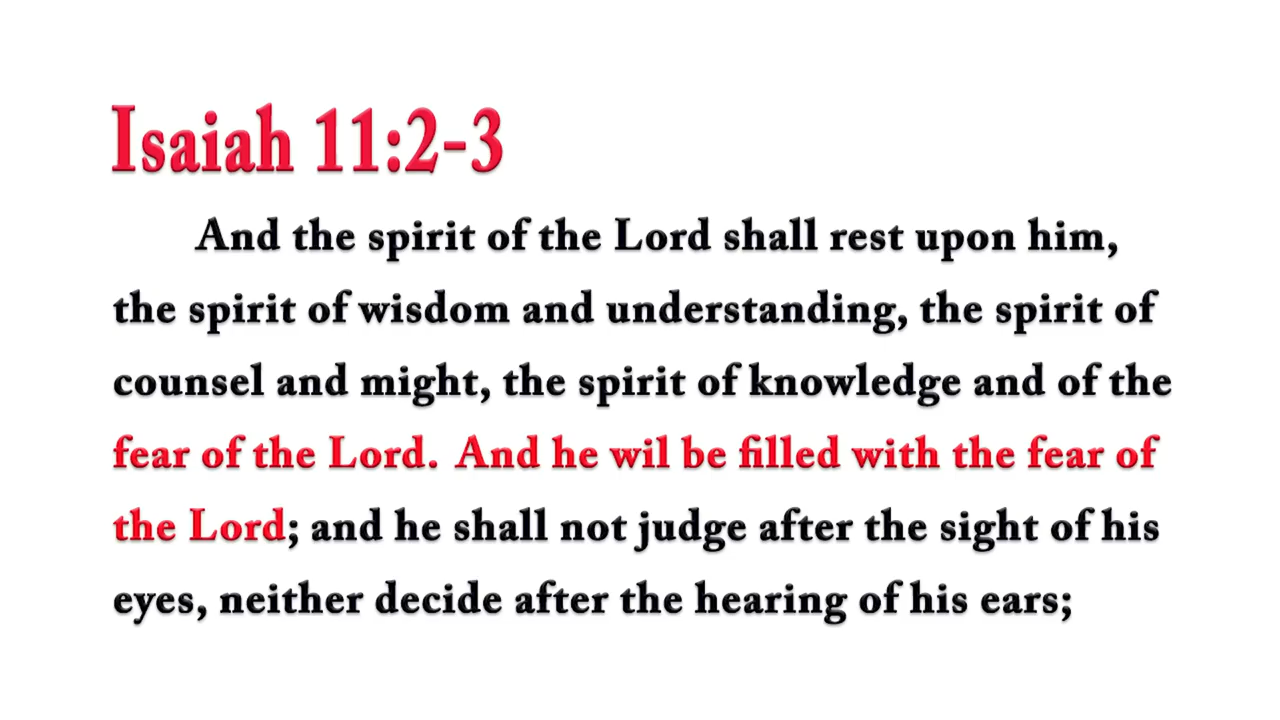 Isaiah 11:2-3
And the spirit of the Lord shall rest upon him,
the spirit of wisdom and understanding, the spirit of
counsel and might, the spirit of knowledge and of the
fear of the Lord. And he wil be filled with the fear of
the Lord; and he shall not judge after the sight of his
eyes, neither decide after the hearing of his ears;